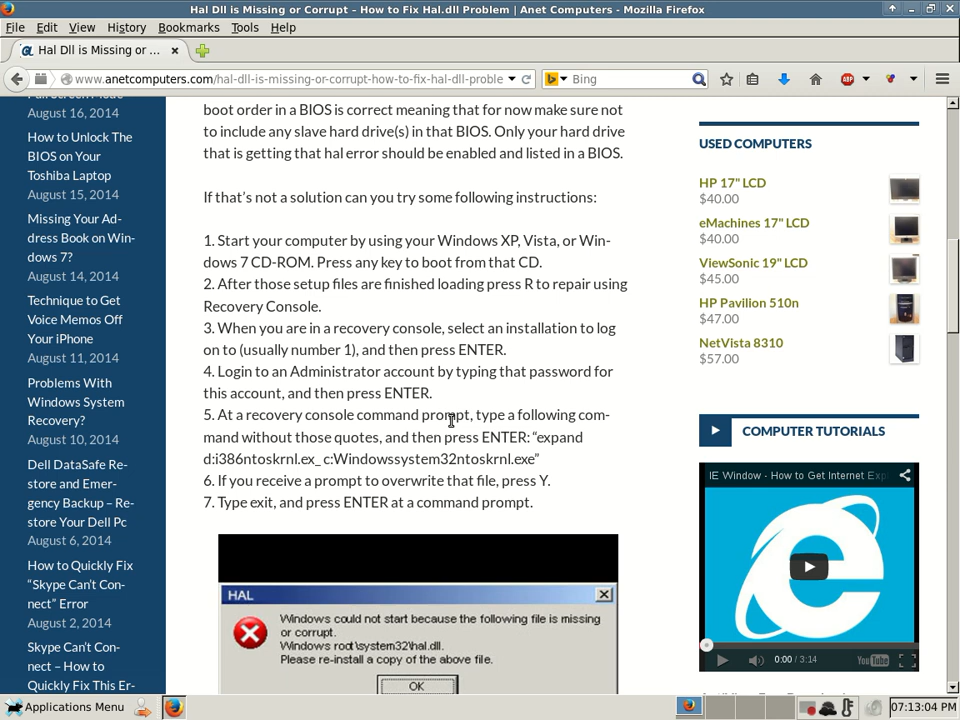 Hal Dll is Missing or Corrupt – How to Fix Hal.dll Problem | Anet Computers - Mozilla Firefox
File Edit View History Bookmarks Tools Help
Hal Dll is Missing or ...
www.anetcomputers.com/hal-dll-is-missing-or-corrupt-how-to-fix-hal-dll-proble
Bing
ABP
August 16, 2014
How to Unlock The
BIOS on Your
Toshiba Laptop
August 15, 2014
Missing Your Ad-
dress Book on Win-
dows 7?
August 14, 2014
Technique to Get
Voice Memos Off
Your iPhone
August 11, 2014
Problems With
Windows System
Recovery?
August 10, 2014
Dell DataSafe Re-
store and Emer-
gency Backup – Re-
store Your Dell Pc
August 6, 2014
How to Quickly Fix
“Skype Can’t Con-
nect” Error
August 2, 2014
Skype Can’t Con-
nect – How to
Quickly Fix This Er-
boot order in a BIOS is correct meaning that for now make sure not
to include any slave hard drive(s) in that BIOS. Only your hard drive
that is getting that hal error should be enabled and listed in a BIOS.
If that’s not a solution can you try some following instructions:
1. Start your computer by using your Windows XP, Vista, or Win-
dows 7 CD-ROM. Press any key to boot from that CD.
2. After those setup files are finished loading press R to repair using
Recovery Console.
3. When you are in a recovery console, select an installation to log
on to (usually number 1), and then press ENTER.
4. Login to an Administrator account by typing that password for
this account, and then press ENTER.
5. At a recovery console command prompt, type a following com-
mand without those quotes, and then press ENTER: “expand
d:i386ntoskrnl.ex_ c:Windowssystem32ntoskrnl.exe”
6. If you receive a prompt to overwrite that file, press Y.
7. Type exit, and press ENTER at a command prompt.
HAL
Windows could not start because the following file is missing
or corrupt.
Windows root\system32\hal.dll.
Please re-install a copy of the above file.
OK
USED COMPUTERS
HP 17" LCD
$40.00
eMachines 17" LCD
$40.00
ViewSonic 19" LCD
$45.00
HP Pavilion 510n
$47.00
NetVista 8310
$57.00
COMPUTER TUTORIALS
IE Window - How to Get Internet Expl
0:00 / 3:14
YouTube
Applications Menu
07:13:04 PM